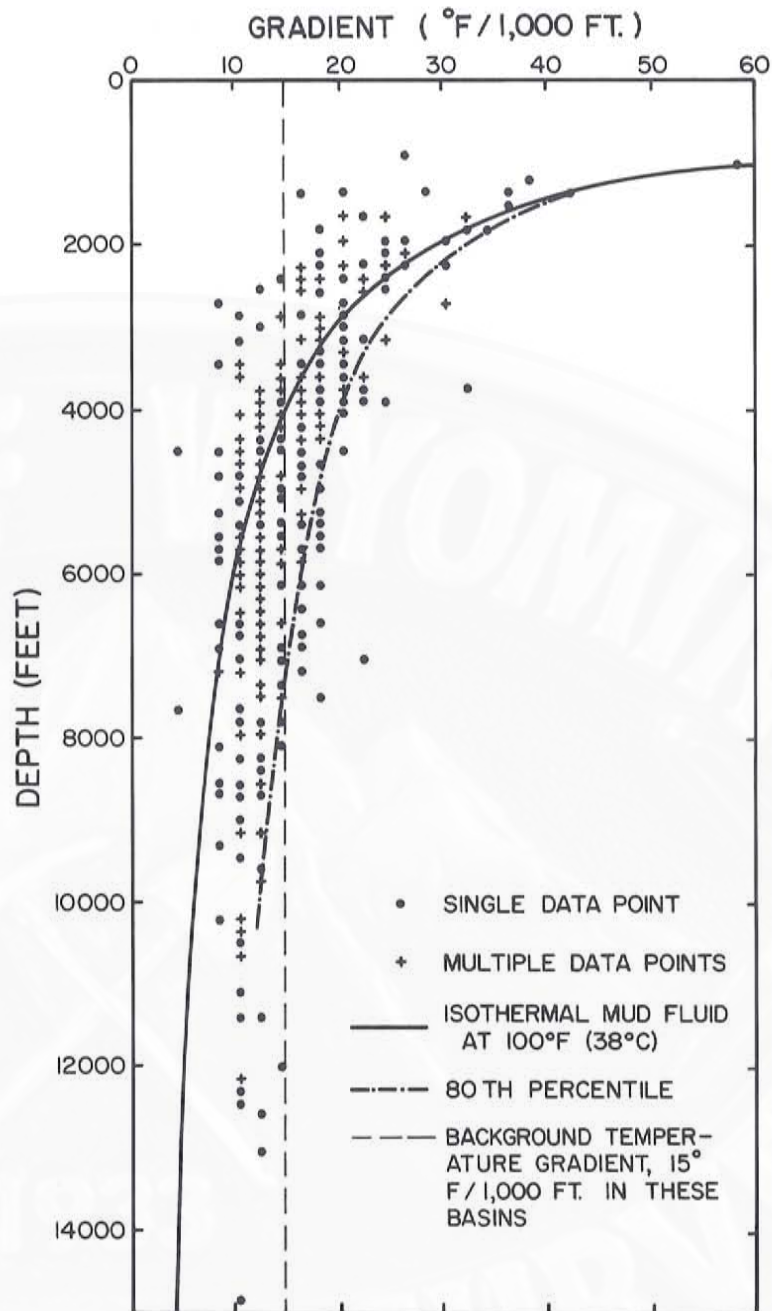 GRADIENT ( °F/1,000 FT.)
0 10 20 30 40 50 60
0
2000
4000
6000
8000
10000
12000
14000
DEPTH (FEET)
SINGLE DATA POINT
MULTIPLE DATA POINTS
ISOTHERMAL MUD FLUID
AT 100°F (38°C)
80TH PERCENTILE
BACKGROUND TEMPER-
ATURE GRADIENT, 15°
F/1,000 FT. IN THESE
BASINS
WYOMING